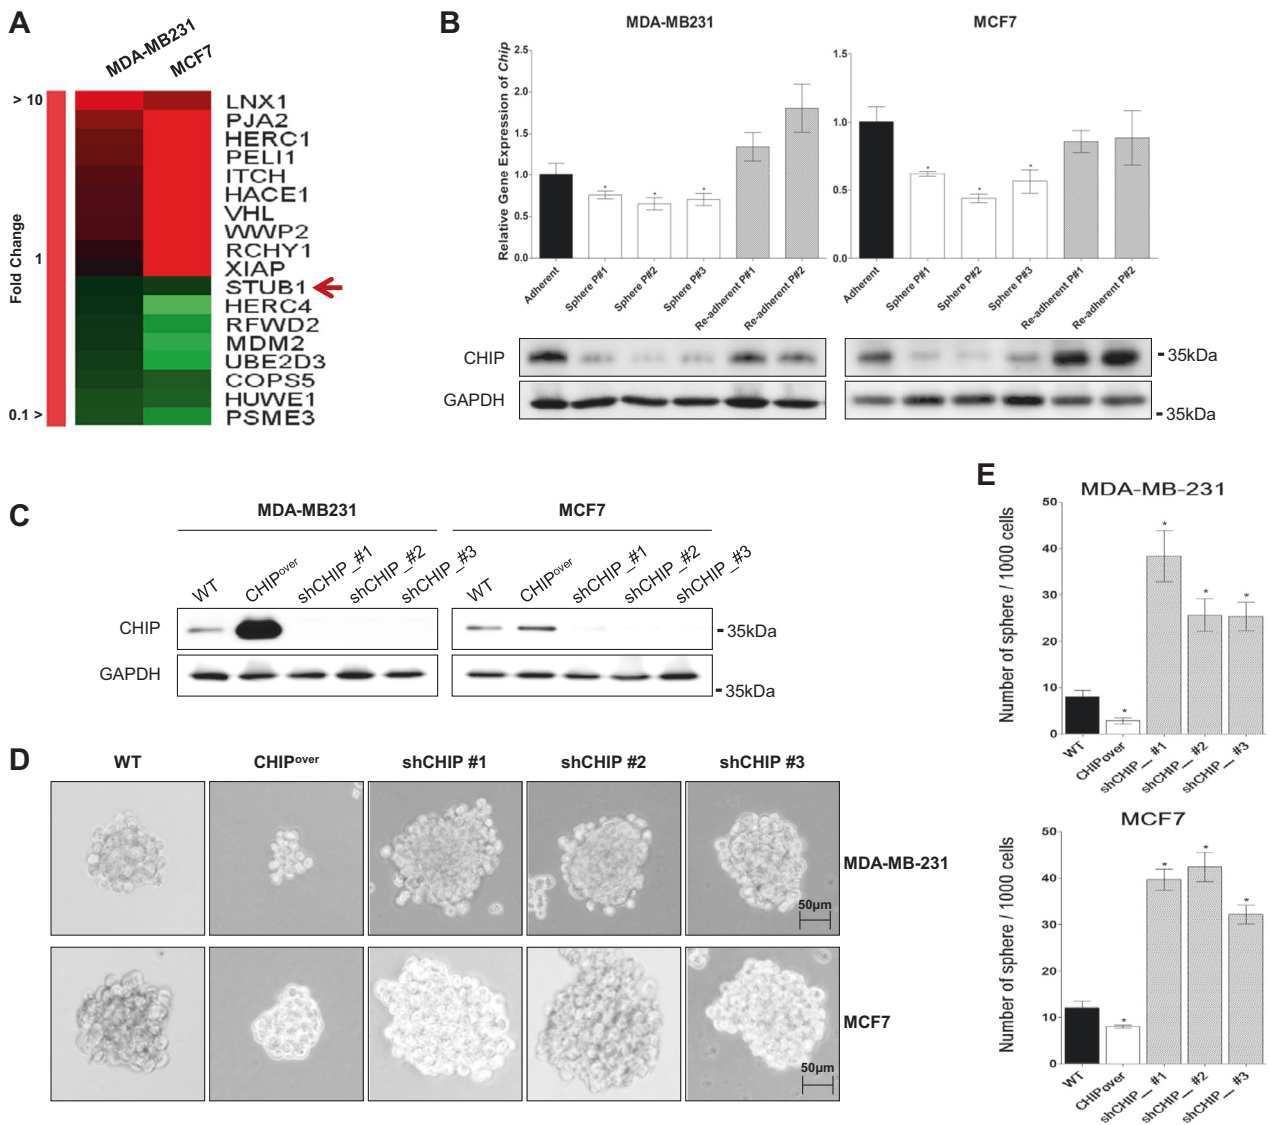 A
MDA-MB231
MCF7
Fold Change
> 10
1
0.1 >
LNX1
PJA2
HERC1
PELI1
ITCH
HACE1
VHL
WWP2
RCHY1
XIAP
STUB1
HERC4
RFWD2
MDM2
UBE2D3
COPS5
HUWE1
PSME3
B
MDA-MB231
Relative Gene Expression of Chip
2.5
2.0
1.5
1.0
0.5
0.0
* * *
Adherent
Sphere P#1
Sphere P#2
Sphere P#3
Re-adherent P#1
Re-adherent P#2
MCF7
1.5
1.0
0.5
0.0
* * *
Adherent
Sphere P#1
Sphere P#2
Sphere P#3
Re-adherent P#1
Re-adherent P#2
CHIP
- 35kDa
GAPDH
- 35kDa
C
MDA-MB231
MCF7
WT
CHIPover
shCHIP_#1
shCHIP_#2
shCHIP_#3
WT
CHIPover
shCHIP_#1
shCHIP_#2
shCHIP_#3
CHIP
- 35kDa
GAPDH
- 35kDa
D
WT
CHIPover
shCHIP #1
shCHIP #2
shCHIP #3
50µm
MDA-MB-231
50µm
MCF7
E
MDA-MB-231
Number of sphere / 1000 cells
50
40
30
20
10
0
* * * *
WT
CHIPover
shCHIP_ #1
shCHIP_ #2
shCHIP_ #3
MCF7
Number of sphere / 1000 cells
50
40
30
20
10
0
* * * *
WT
CHIPover
shCHIP_ #1
shCHIP_ #2
shCHIP_ #3